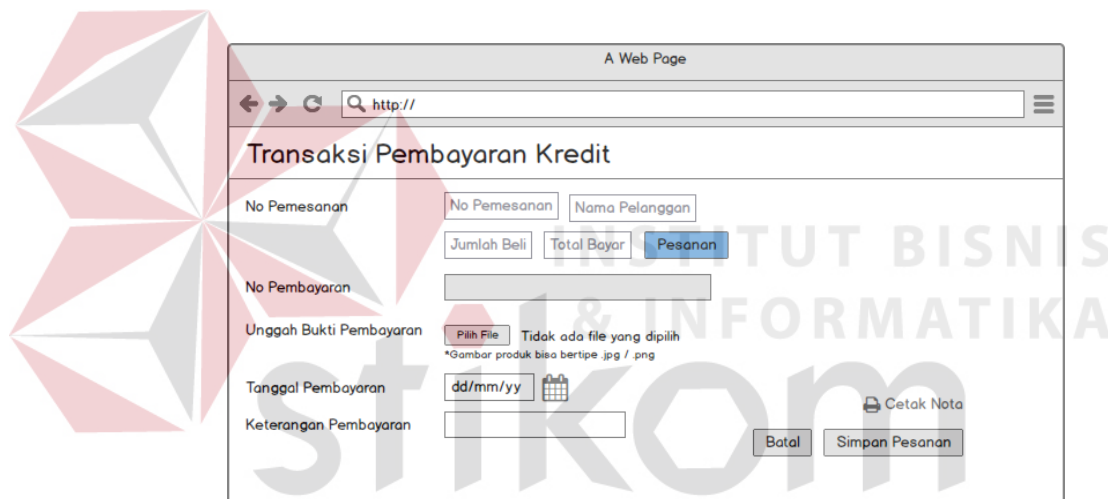 A Web Page
http://
Transaksi Pembayaran Kredit
No Pemesanan No Pemesanan Nama Pelanggan
Jumlah Beli Total Bayar Pesanan
No Pembayaran
Unggah Bukti Pembayaran Pilih File Tidak ada file yang dipilih
*Gambar produk bisa bertipe .jpg / .png
Tanggal Pembayaran dd/mm/yy
Cetak Nota
Keterangan Pembayaran
Batal Simpan Pesanan
INSTITUT BISNIS
& INFORMATIKA
stikom